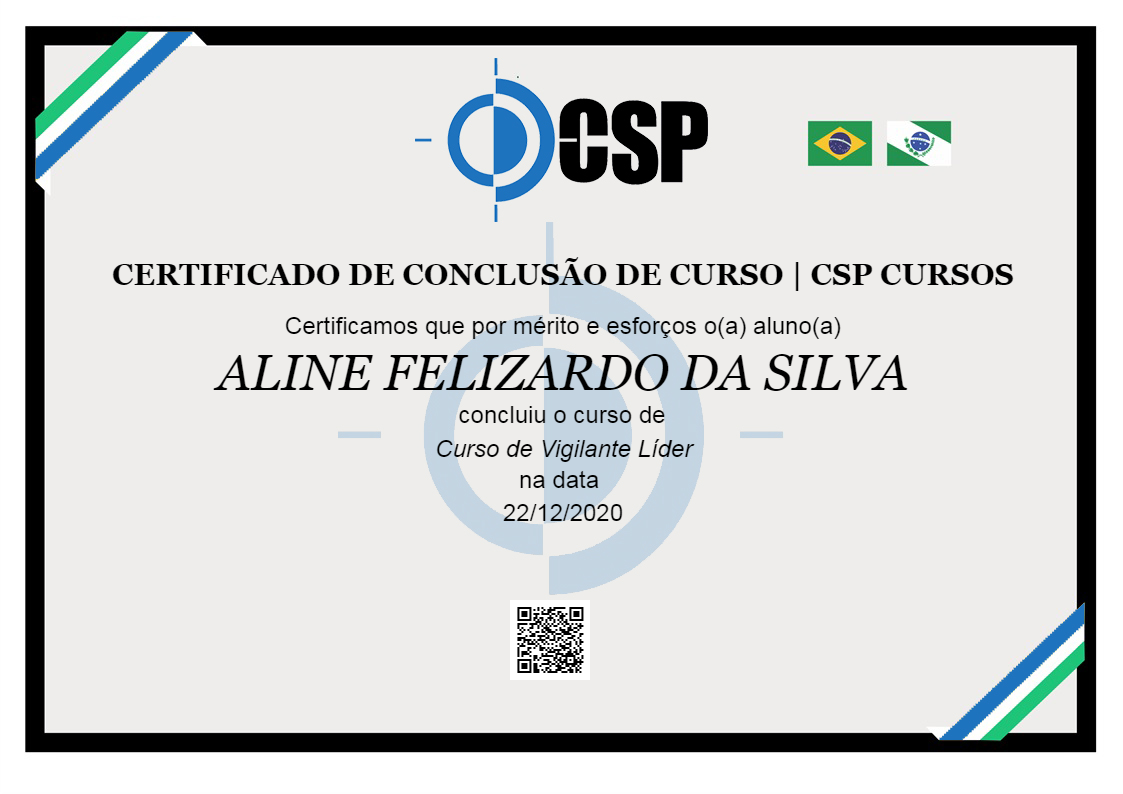 CSP
CERTIFICADO DE CONCLUSÃO DE CURSO | CSP CURSOS
Certificamos que por mérito e esforços o(a) aluno(a)
ALINE FELIZARDO DA SILVA
concluiu o curso de
Curso de Vigilante Líder
na data
22/12/2020